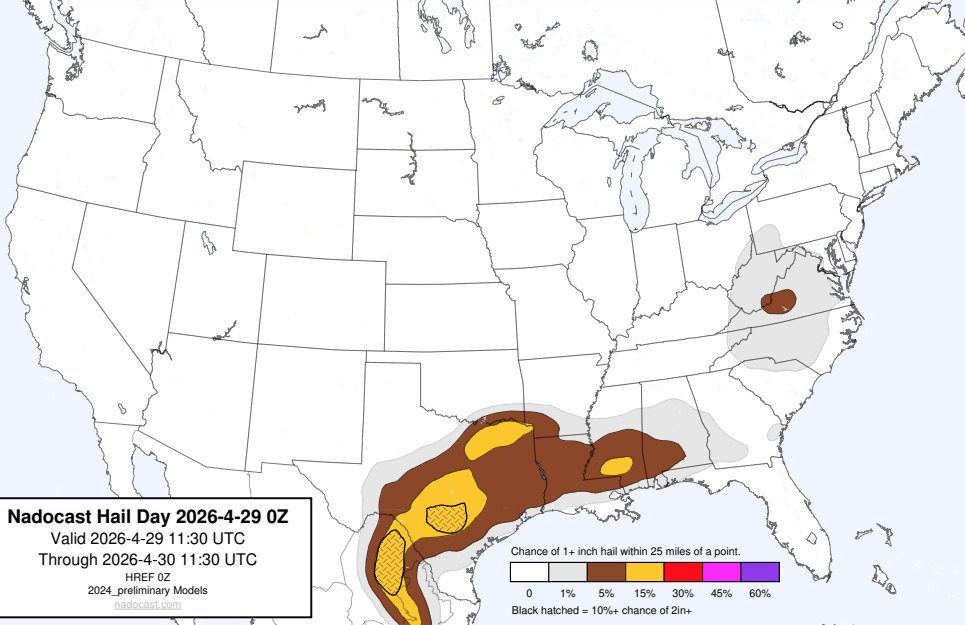 Nadocast Hail Day 2026-4-29 0Z
Valid 2026-4-29 11:30 UTC
Through 2026-4-30 11:30 UTC
HREF 0Z
2024_preliminary Models
nadocast.com
Chance of 1+ inch hail within 25 miles of a point.
0 1% 5% 15% 30% 45% 60%
Black hatched = 10%+ chance of 2in+